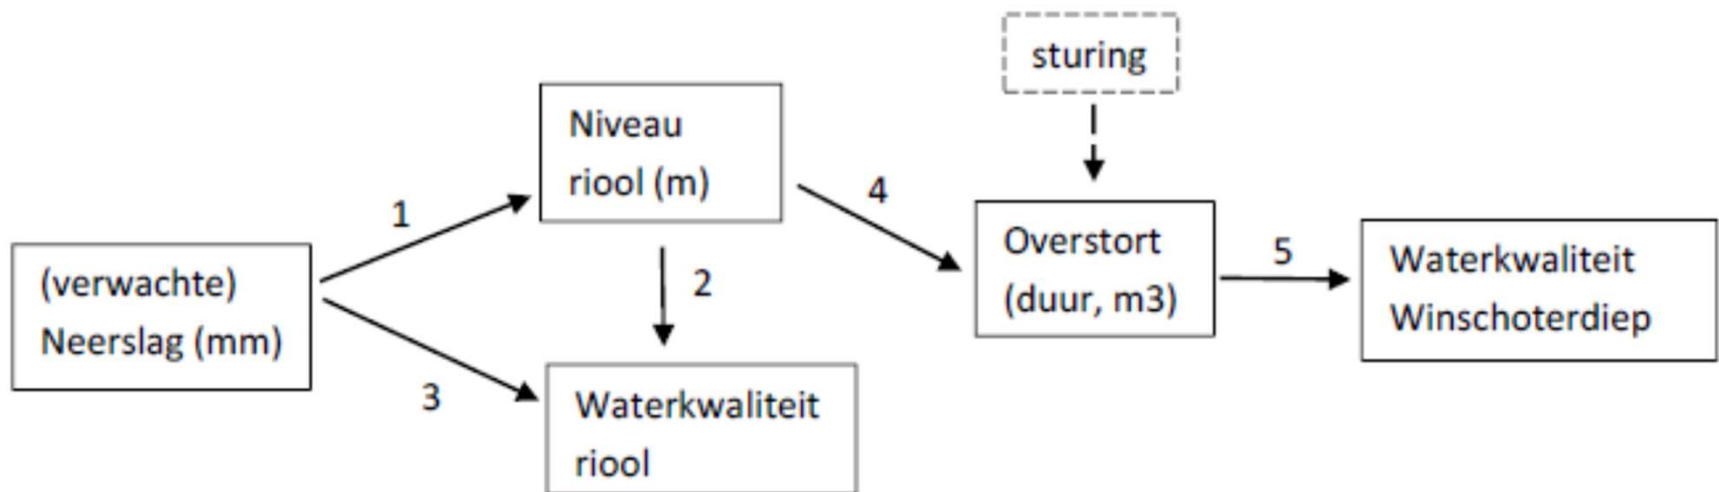 sturing
Niveau
riool (m)
1
4
2
(verwachte)
Neerslag (mm)
3
Overstort
(duur, m3)
5
Waterkwaliteit
Winschoterdiep
Waterkwaliteit
riool